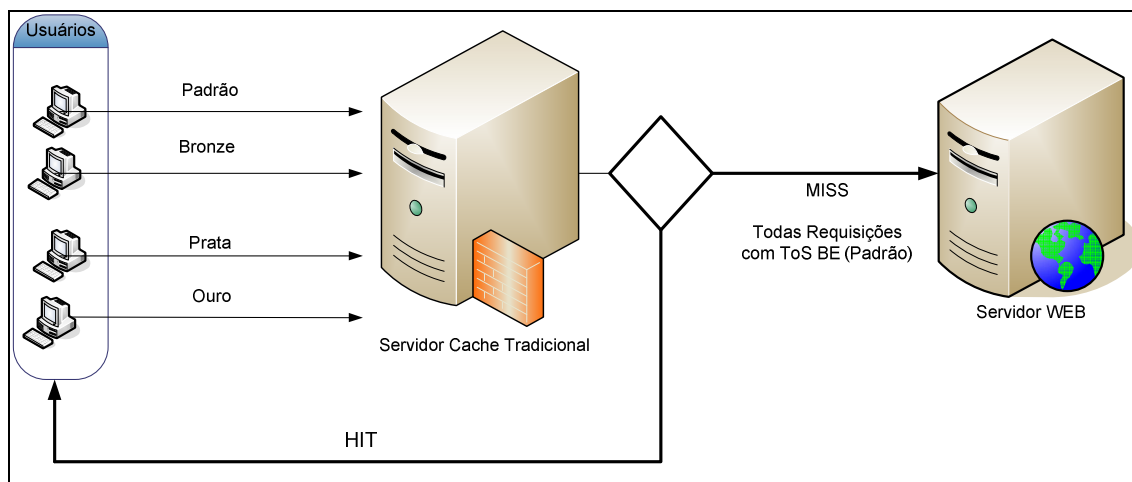 Usuários
Padrão
Bronze
Prata
Ouro
Servidor Cache Tradicional
MISS
Todas Requisições
com ToS BE (Padrão)
Servidor WEB
HIT